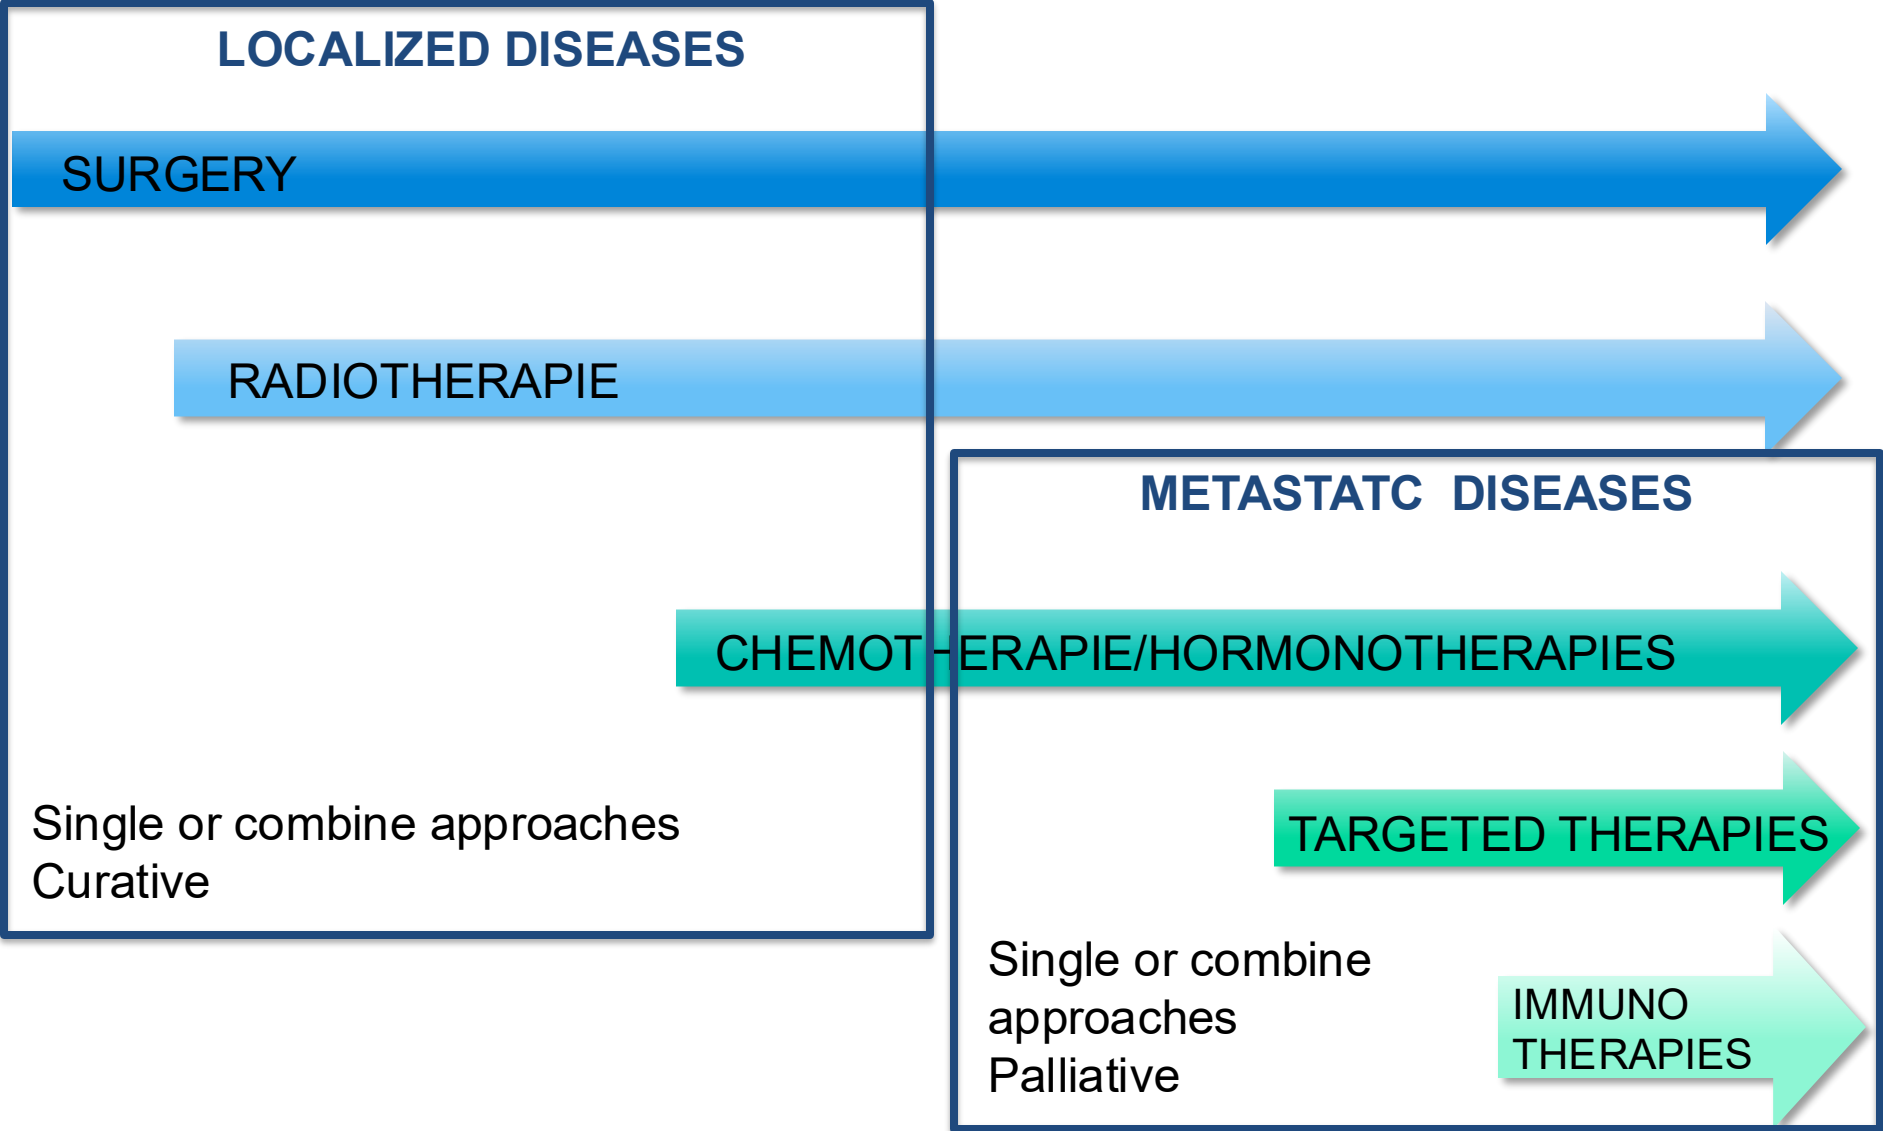 LOCALIZED DISEASES
SURGERY
RADIOTHERAPIE
METASTATC DISEASES
CHEMOTHERAPIE/HORMONOTHERAPIES
TARGETED THERAPIES
Single or combine approaches
Curative
Single or combine
approaches
Palliative
IMMUNO
THERAPIES